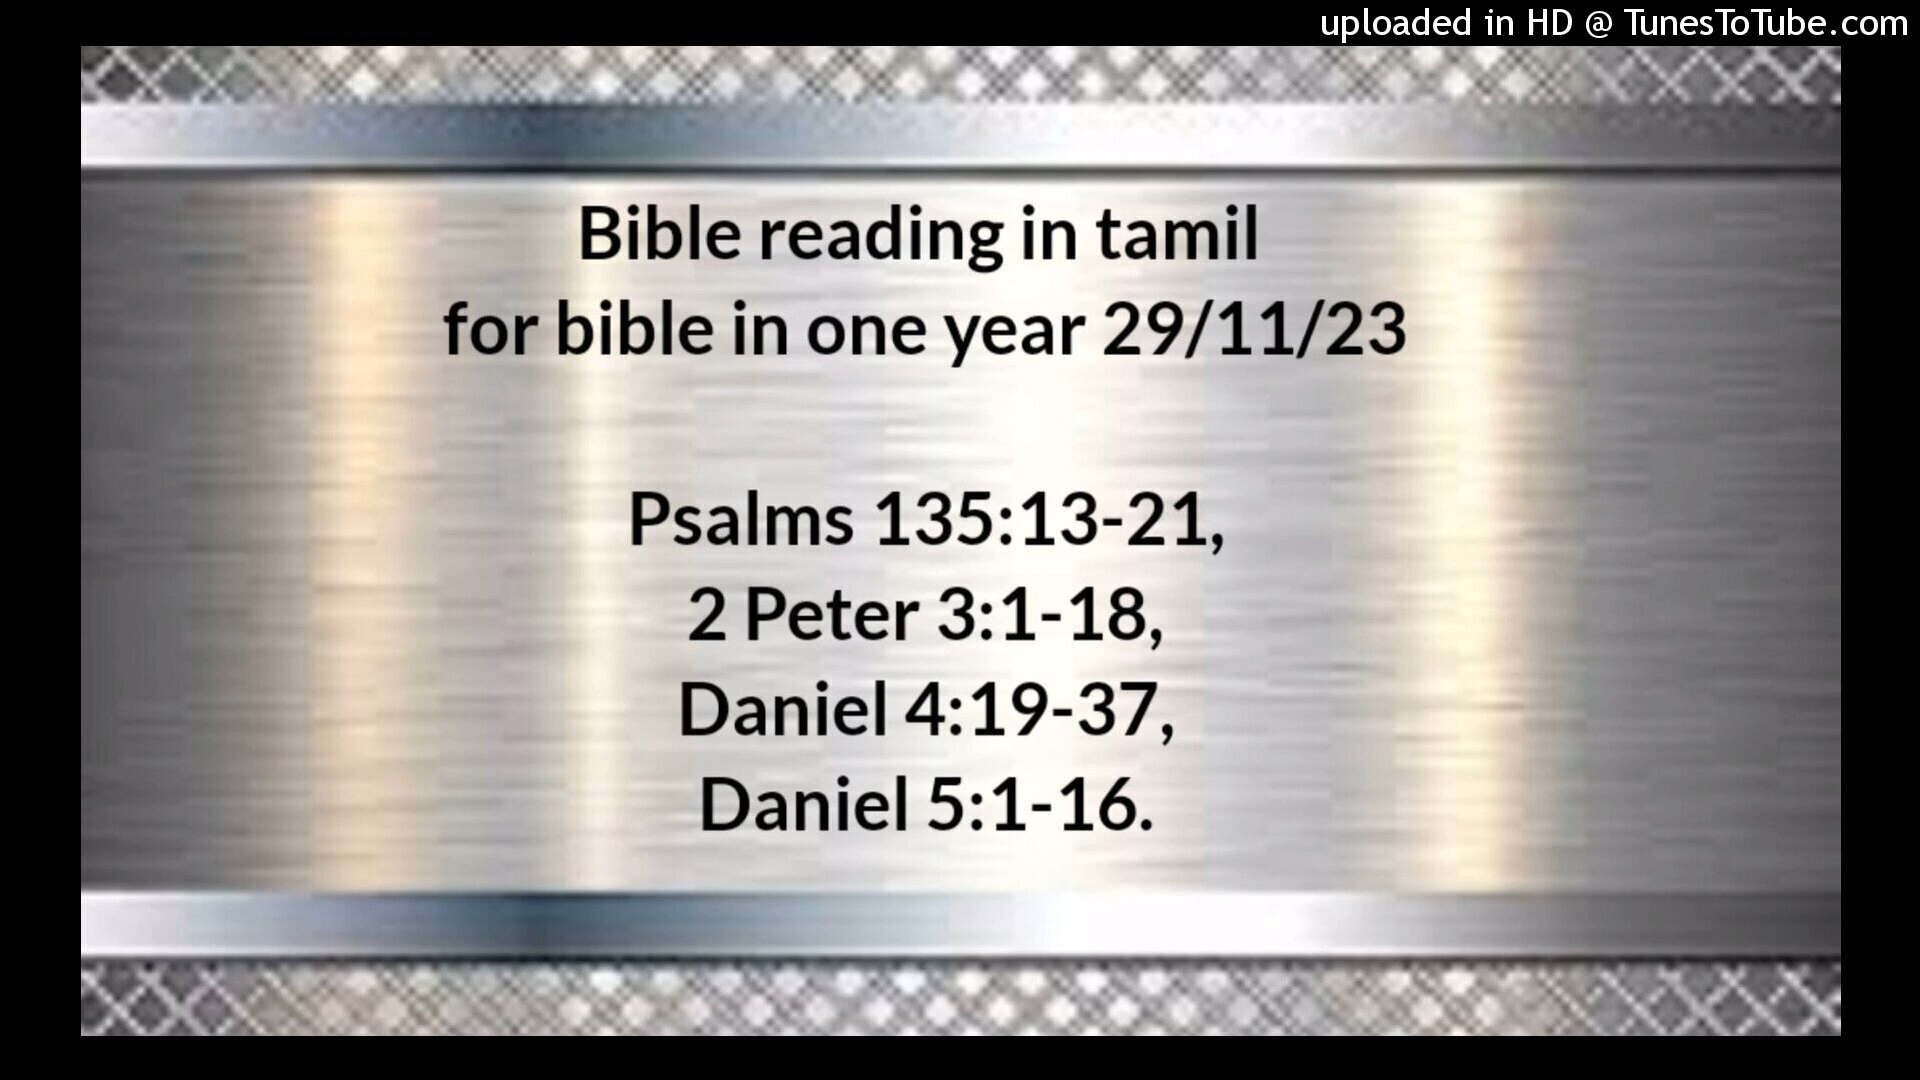 uploaded in HD @ TunesToTube.com
Bible reading in tamil
for bible in one year 29/11/23
Psalms 135:13-21,
2 Peter 3:1-18,
Daniel 4:19-37,
Daniel 5:1-16.